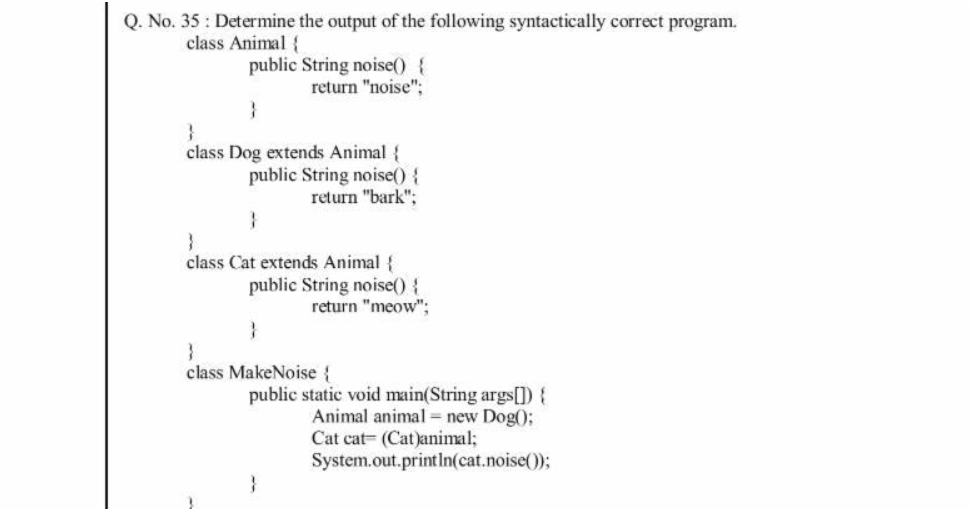 Q. No. 35 : Determine the output of the following syntactically correct program.
class Animal {
public String noise() {
return "noise";
}
}
class Dog extends Animal {
public String noise() {
return "bark";
}
}
class Cat extends Animal {
public String noise() {
return "meow";
}
}
class MakeNoise {
public static void main(String args[]) {
Animal animal = new Dog();
Cat cat= (Cat)animal;
System.out.println(cat.noise());
}
}